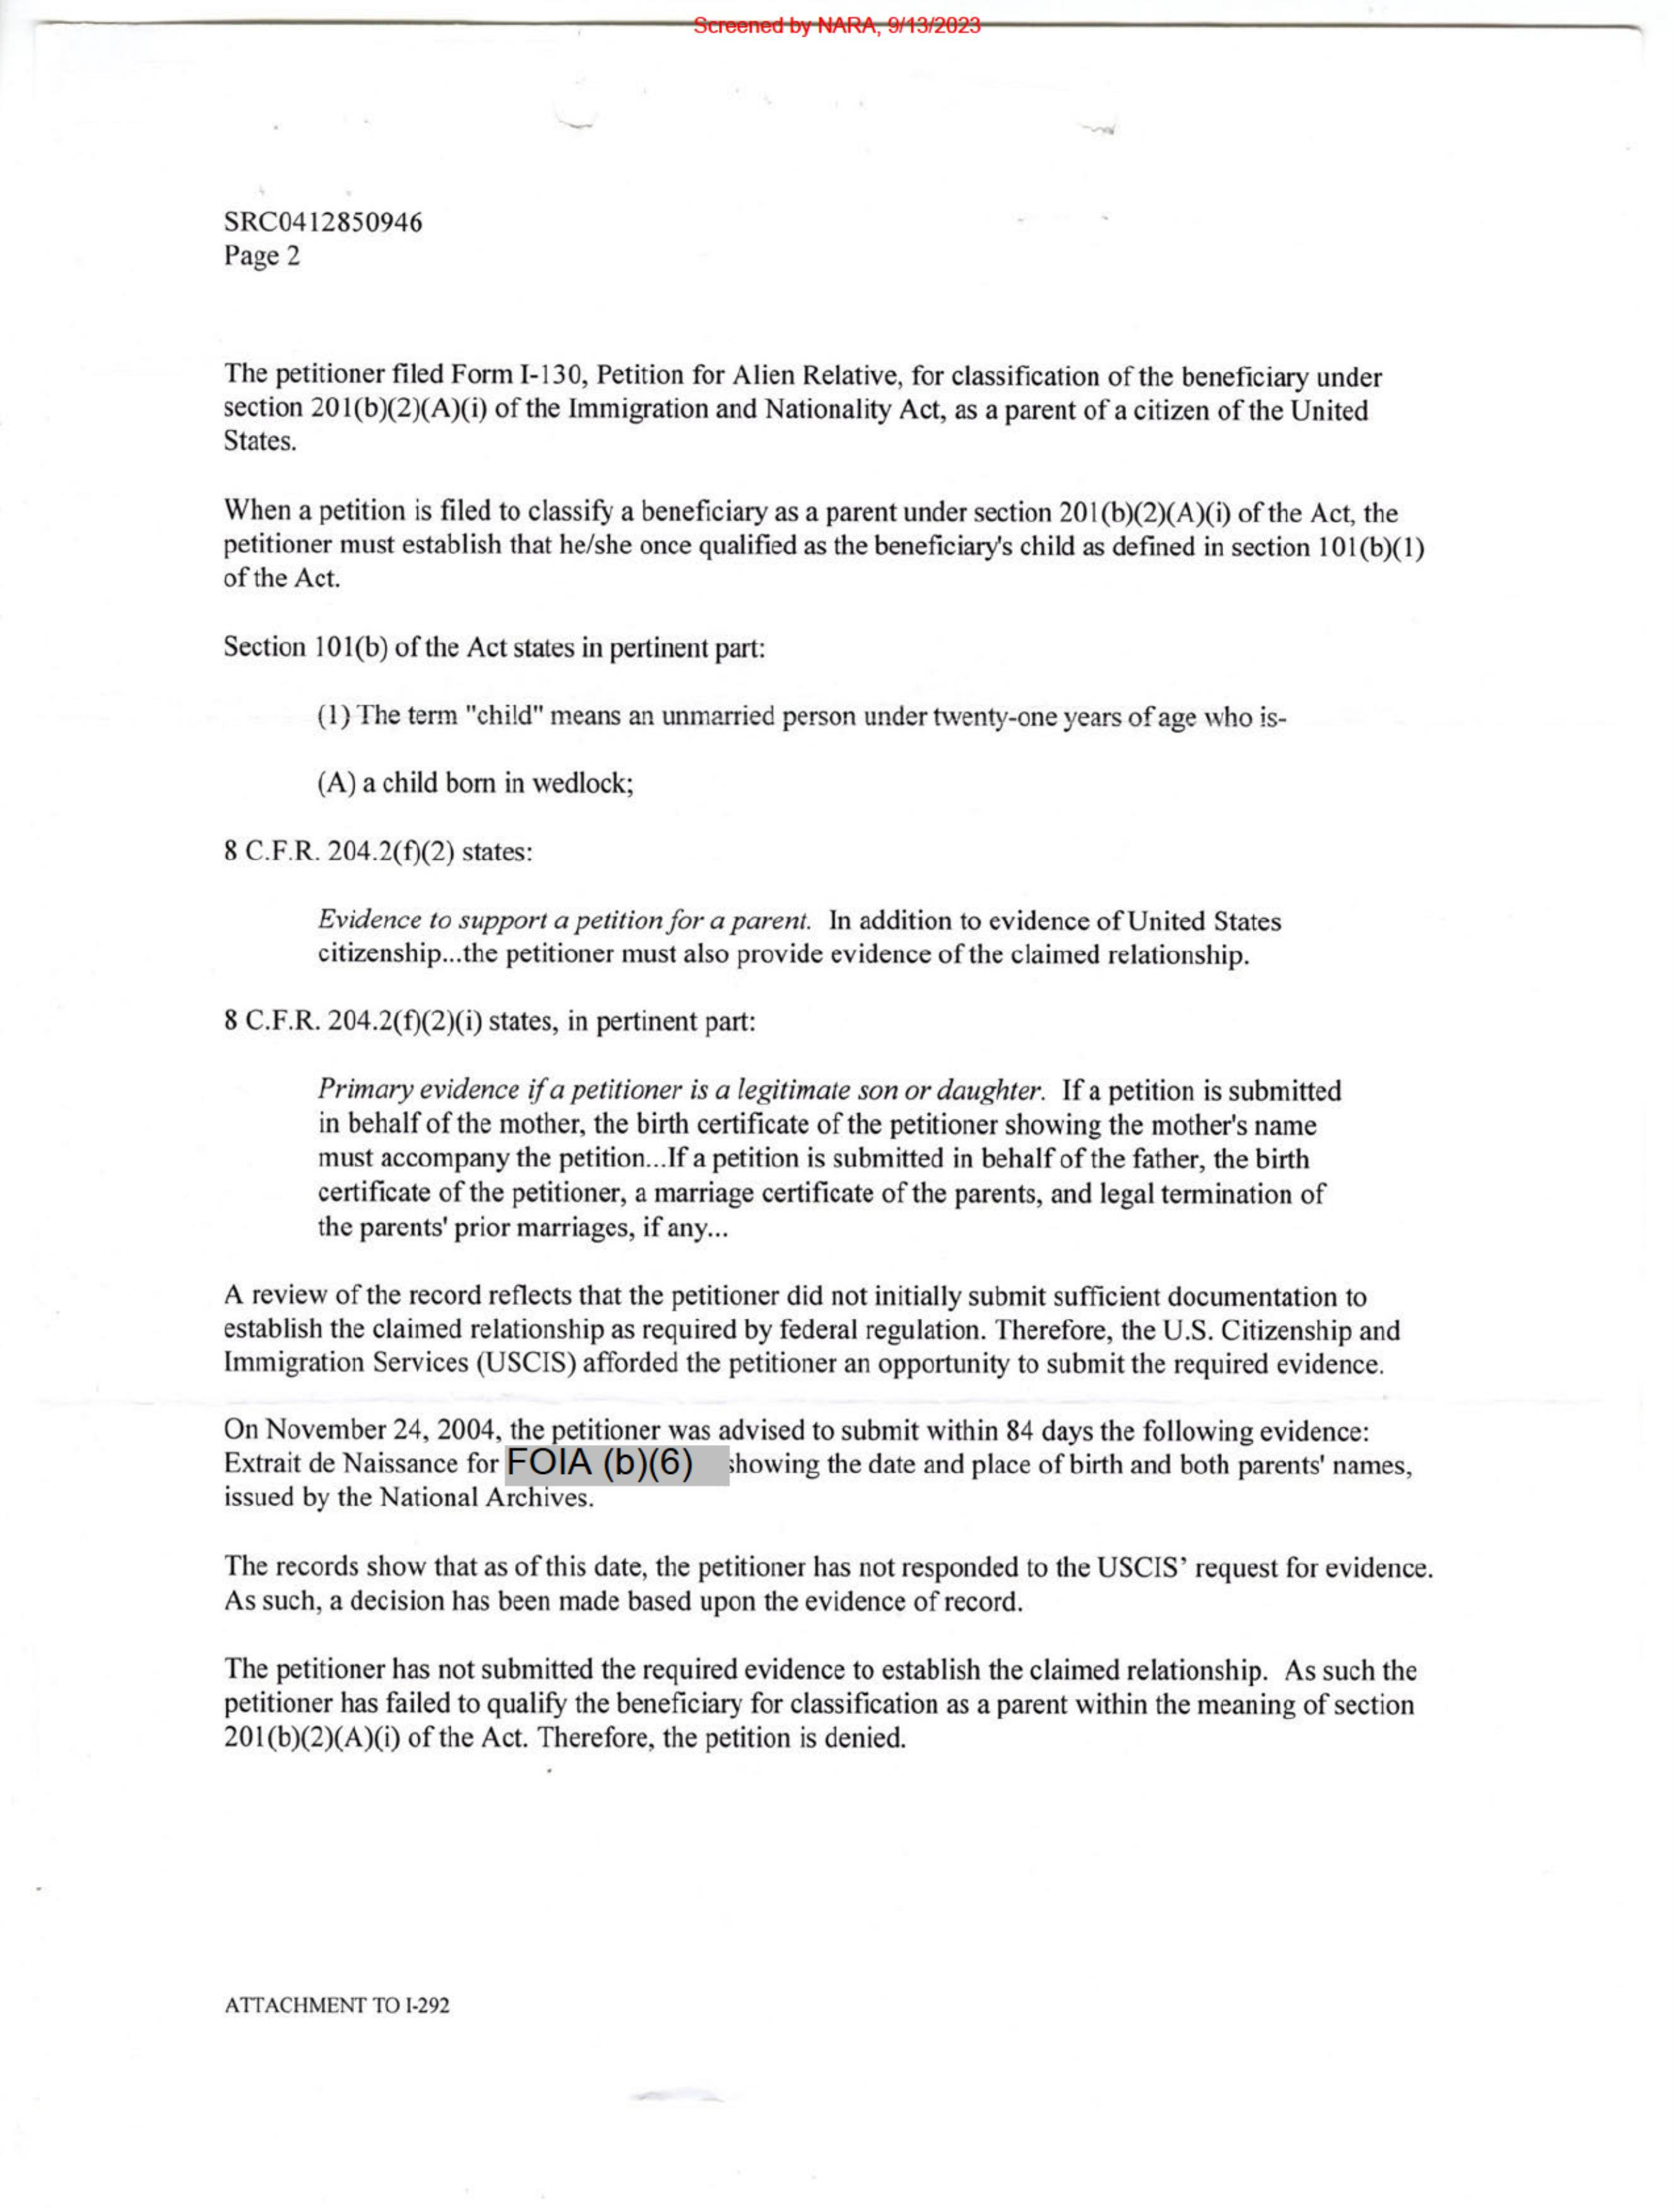 Screened by NARA, 9/13/2023
SRC0412850946
Page 2
The petitioner filed Form I-130, Petition for Alien Relative, for classification of the beneficiary under
section 201(b)(2)(A)(i) of the Immigration and Nationality Act, as a parent of a citizen of the United
States.
When a petition is filed to classify a beneficiary as a parent under section 201(b)(2)(A)(i) of the Act, the
petitioner must establish that he/she once qualified as the beneficiary's child as defined in section 101(b)(1)
of the Act.
Section 101(b) of the Act states in pertinent part:
(1) The term "child" means an unmarried person under twenty-one years of age who is-
(A) a child born in wedlock;
8 C.F.R. 204.2(f)(2) states:
Evidence to support a petition for a parent. In addition to evidence of United States
citizenship...the petitioner must also provide evidence of the claimed relationship.
8 C.F.R. 204.2(f)(2)(i) states, in pertinent part:
Primary evidence if a petitioner is a legitimate son or daughter. If a petition is submitted
in behalf of the mother, the birth certificate of the petitioner showing the mother's name
must accompany the petition...If a petition is submitted in behalf of the father, the birth
certificate of the petitioner, a marriage certificate of the parents, and legal termination of
the parents' prior marriages, if any...
A review of the record reflects that the petitioner did not initially submit sufficient documentation to
establish the claimed relationship as required by federal regulation. Therefore, the U.S. Citizenship and
Immigration Services (USCIS) afforded the petitioner an opportunity to submit the required evidence.
On November 24, 2004, the petitioner was advised to submit within 84 days the following evidence:
Extrait de Naissance for FOIA (b)(6) showing the date and place of birth and both parents' names,
issued by the National Archives.
The records show that as of this date, the petitioner has not responded to the USCIS’ request for evidence.
As such, a decision has been made based upon the evidence of record.
The petitioner has not submitted the required evidence to establish the claimed relationship. As such the
petitioner has failed to qualify the beneficiary for classification as a parent within the meaning of section
201(b)(2)(A)(i) of the Act. Therefore, the petition is denied.
ATTACHMENT TO I-292